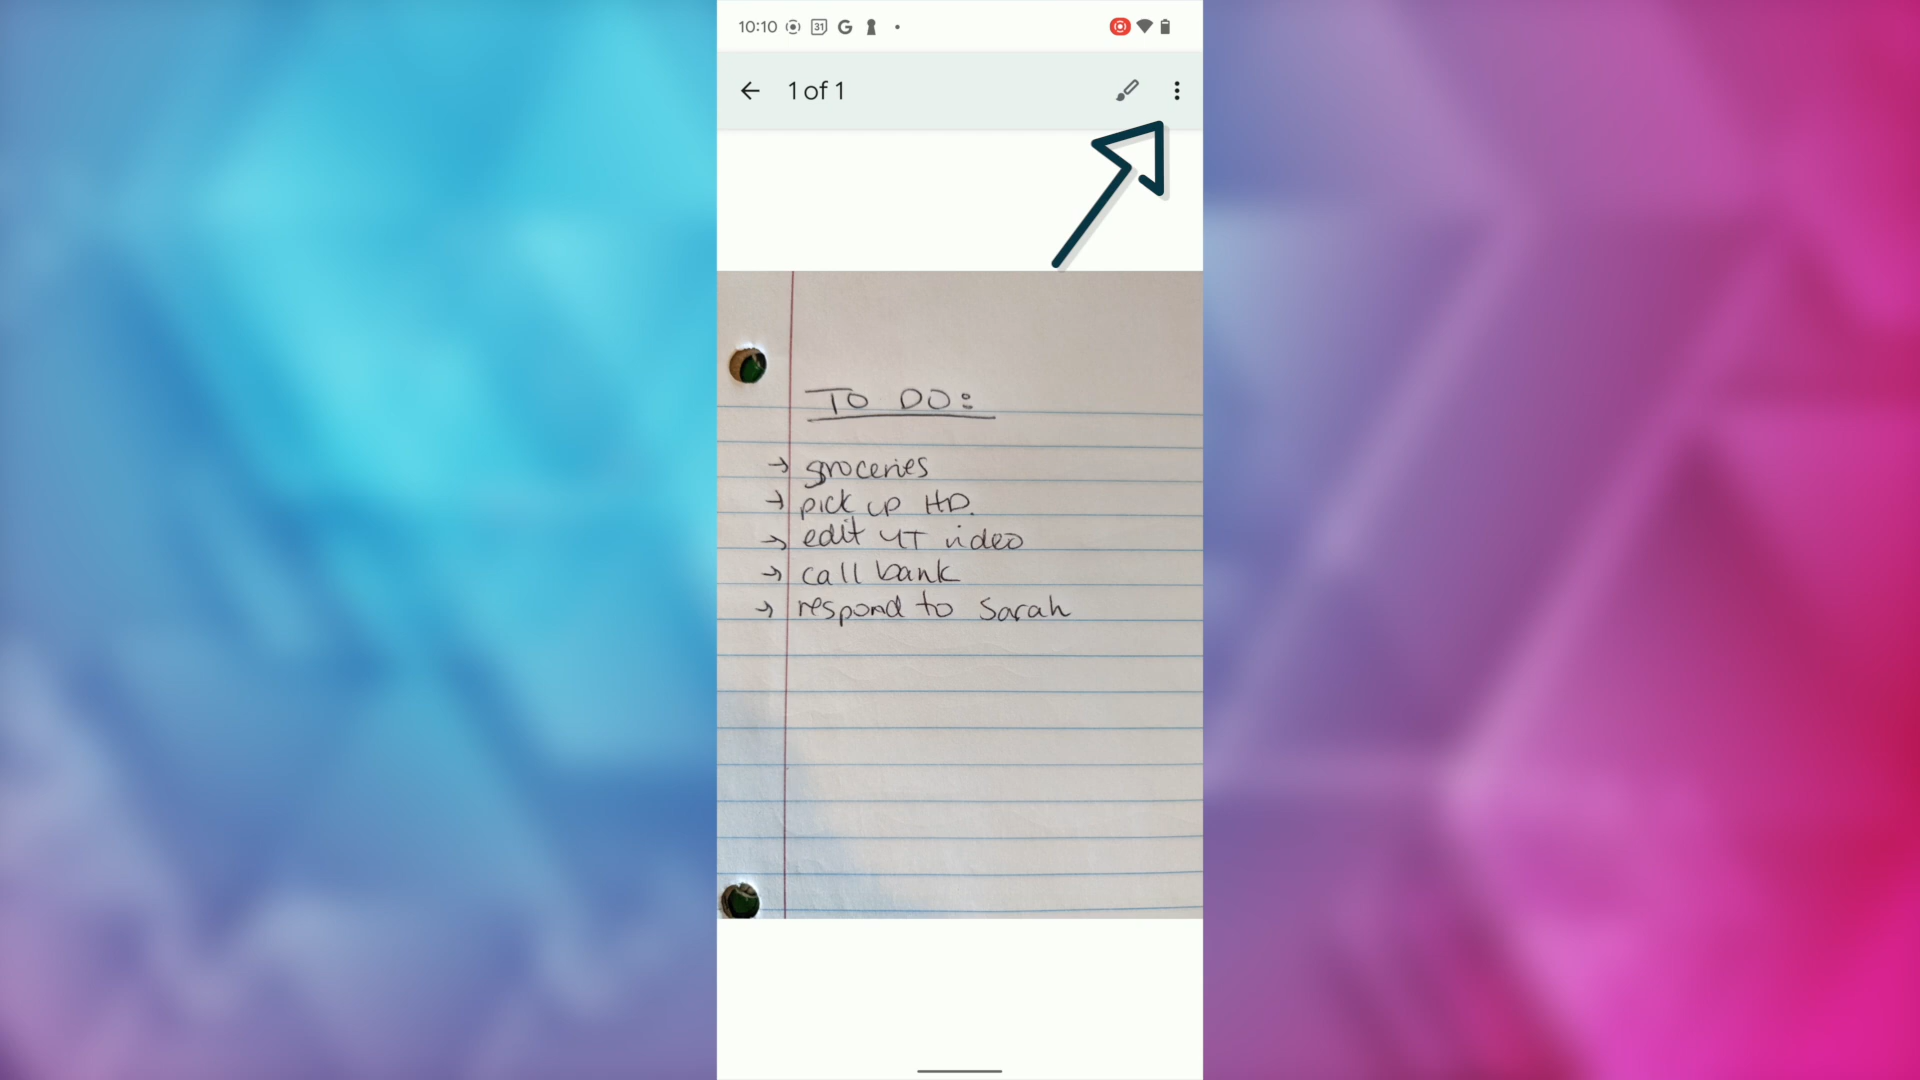 10:10 31 G
1 of 1
TO DO:
→ groceries
→ pick up HD.
→ edit YT video
→ call bank
→ respond to Sarah